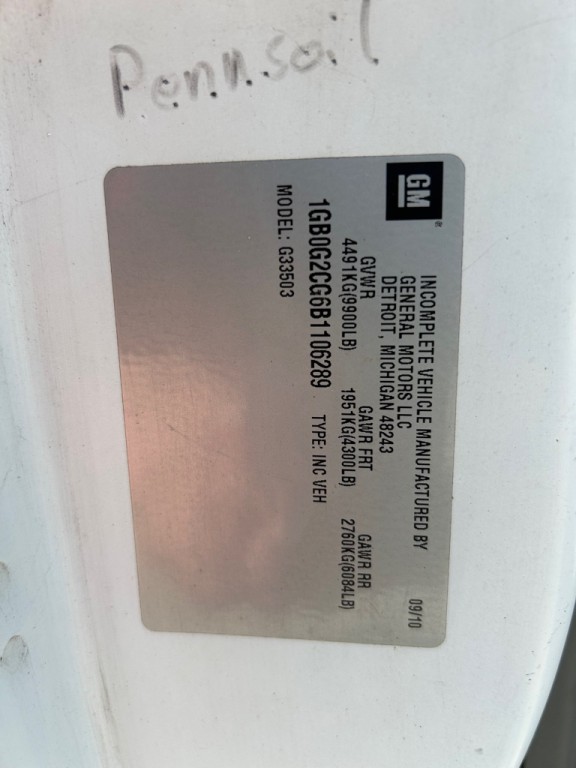 Pennsoil
GM
INCOMPLETE VEHICLE MANUFACTURED BY
GENERAL MOTORS LLC
DETROIT, MICHIGAN 48243 09/10
GVWR GAWR FRT GAWR RR
4491KG(9900LB) 1951KG(4300LB) 2760KG(6084LB)
1GB0G2CG6B1106289 TYPE: INC VEH
MODEL: G33503